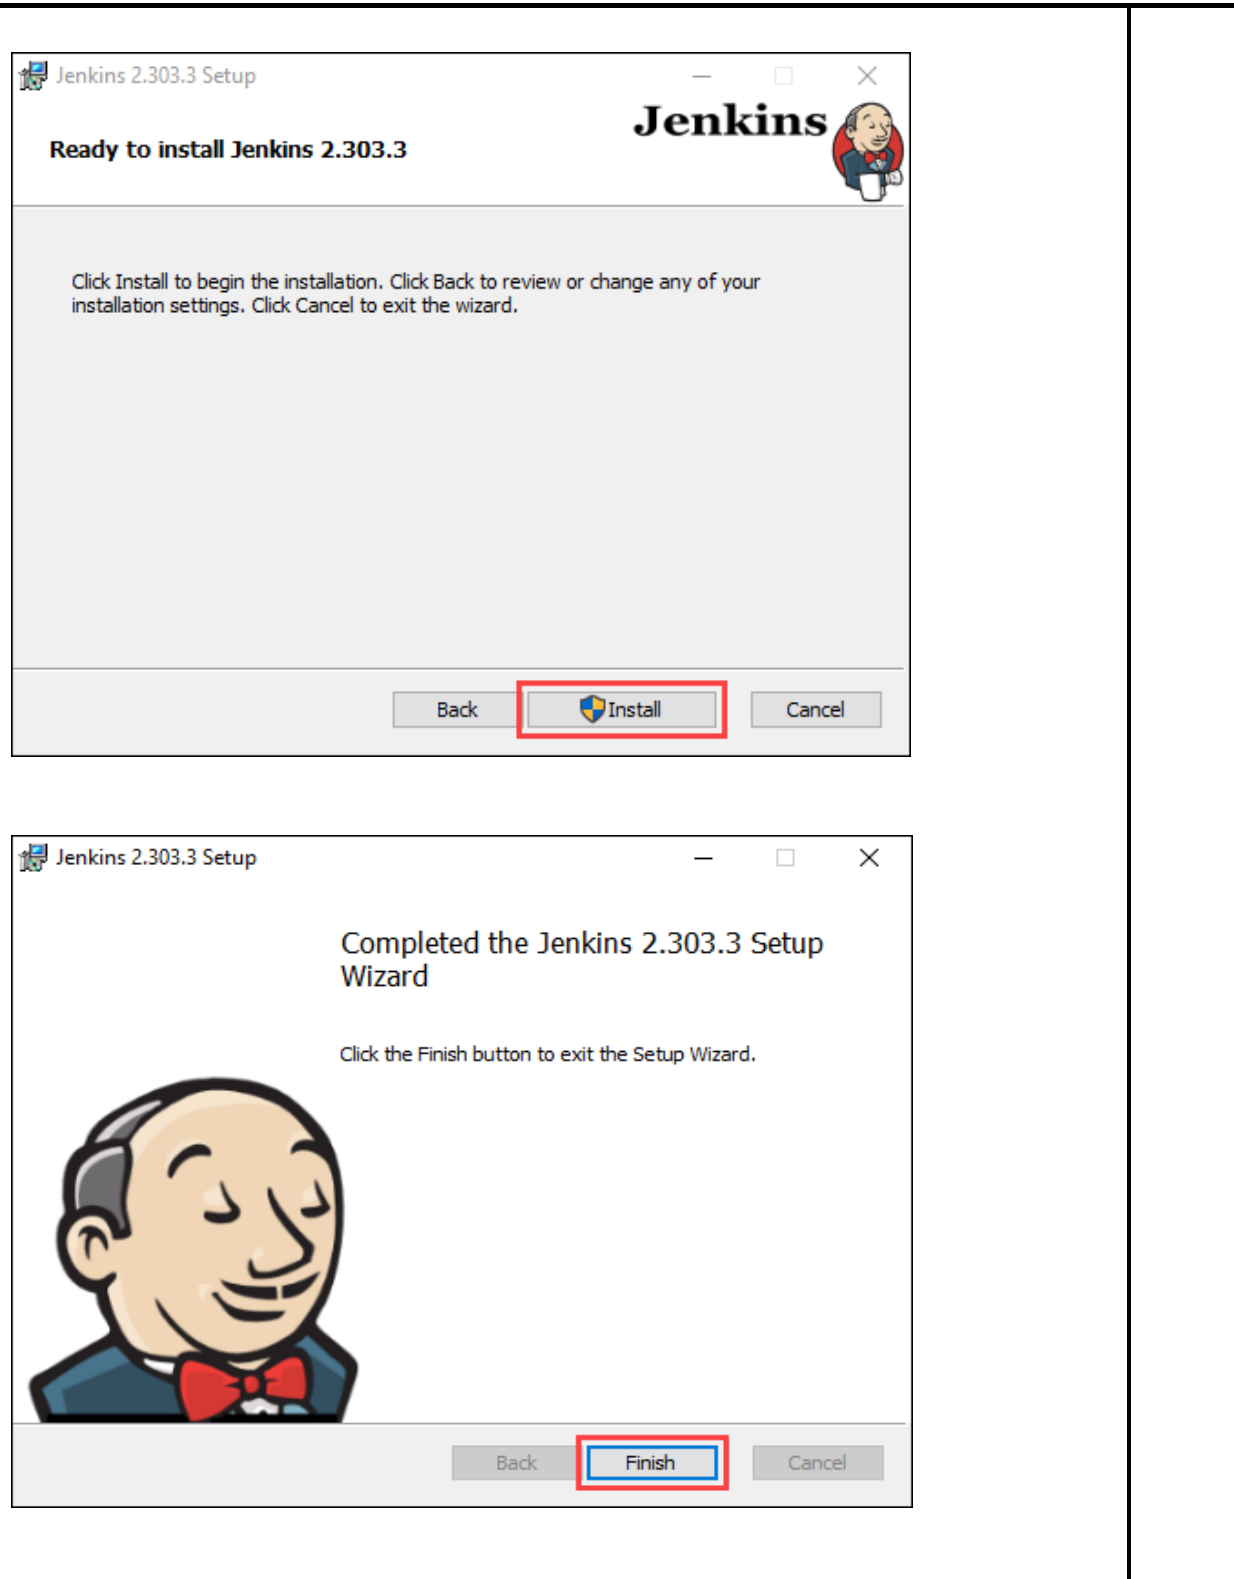 Jenkins 2.303.3 Setup
Jenkins
Ready to install Jenkins 2.303.3
Click Install to begin the installation. Click Back to review or change any of your
installation settings. Click Cancel to exit the wizard.
Back
Install
Cancel
Jenkins 2.303.3 Setup
Completed the Jenkins 2.303.3 Setup
Wizard
Click the Finish button to exit the Setup Wizard.
Back
Finish
Cancel